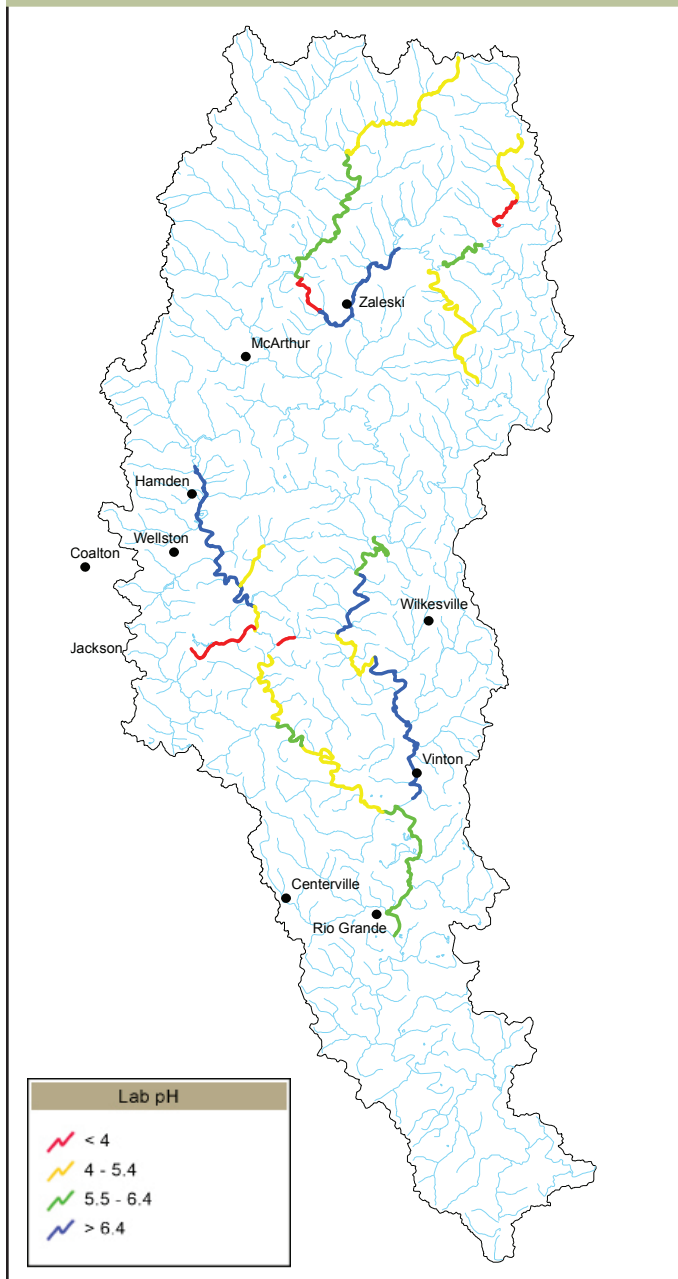 Zaleski
McArthur
Hamden
Wellston
Coalton
Wilkesville
Jackson
Vinton
Centerville
Rio Grande
Lab pH
< 4
4 - 5.4
5.5 - 6.4
> 6.4